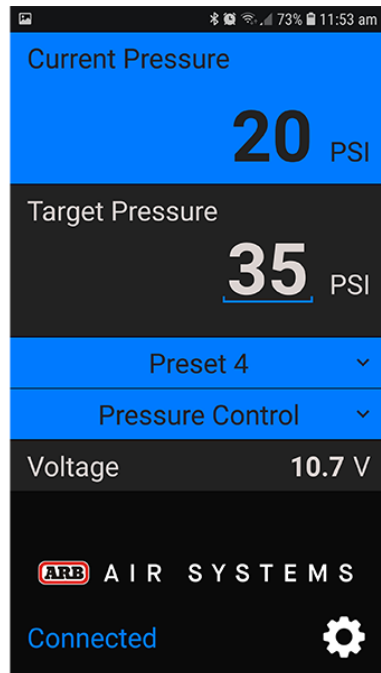 73% 11:53 am
Current Pressure
20 PSI
Target Pressure
35 PSI
Preset 4
Pressure Control
Voltage 10.7 V
ARB AIR SYSTEMS
Connected